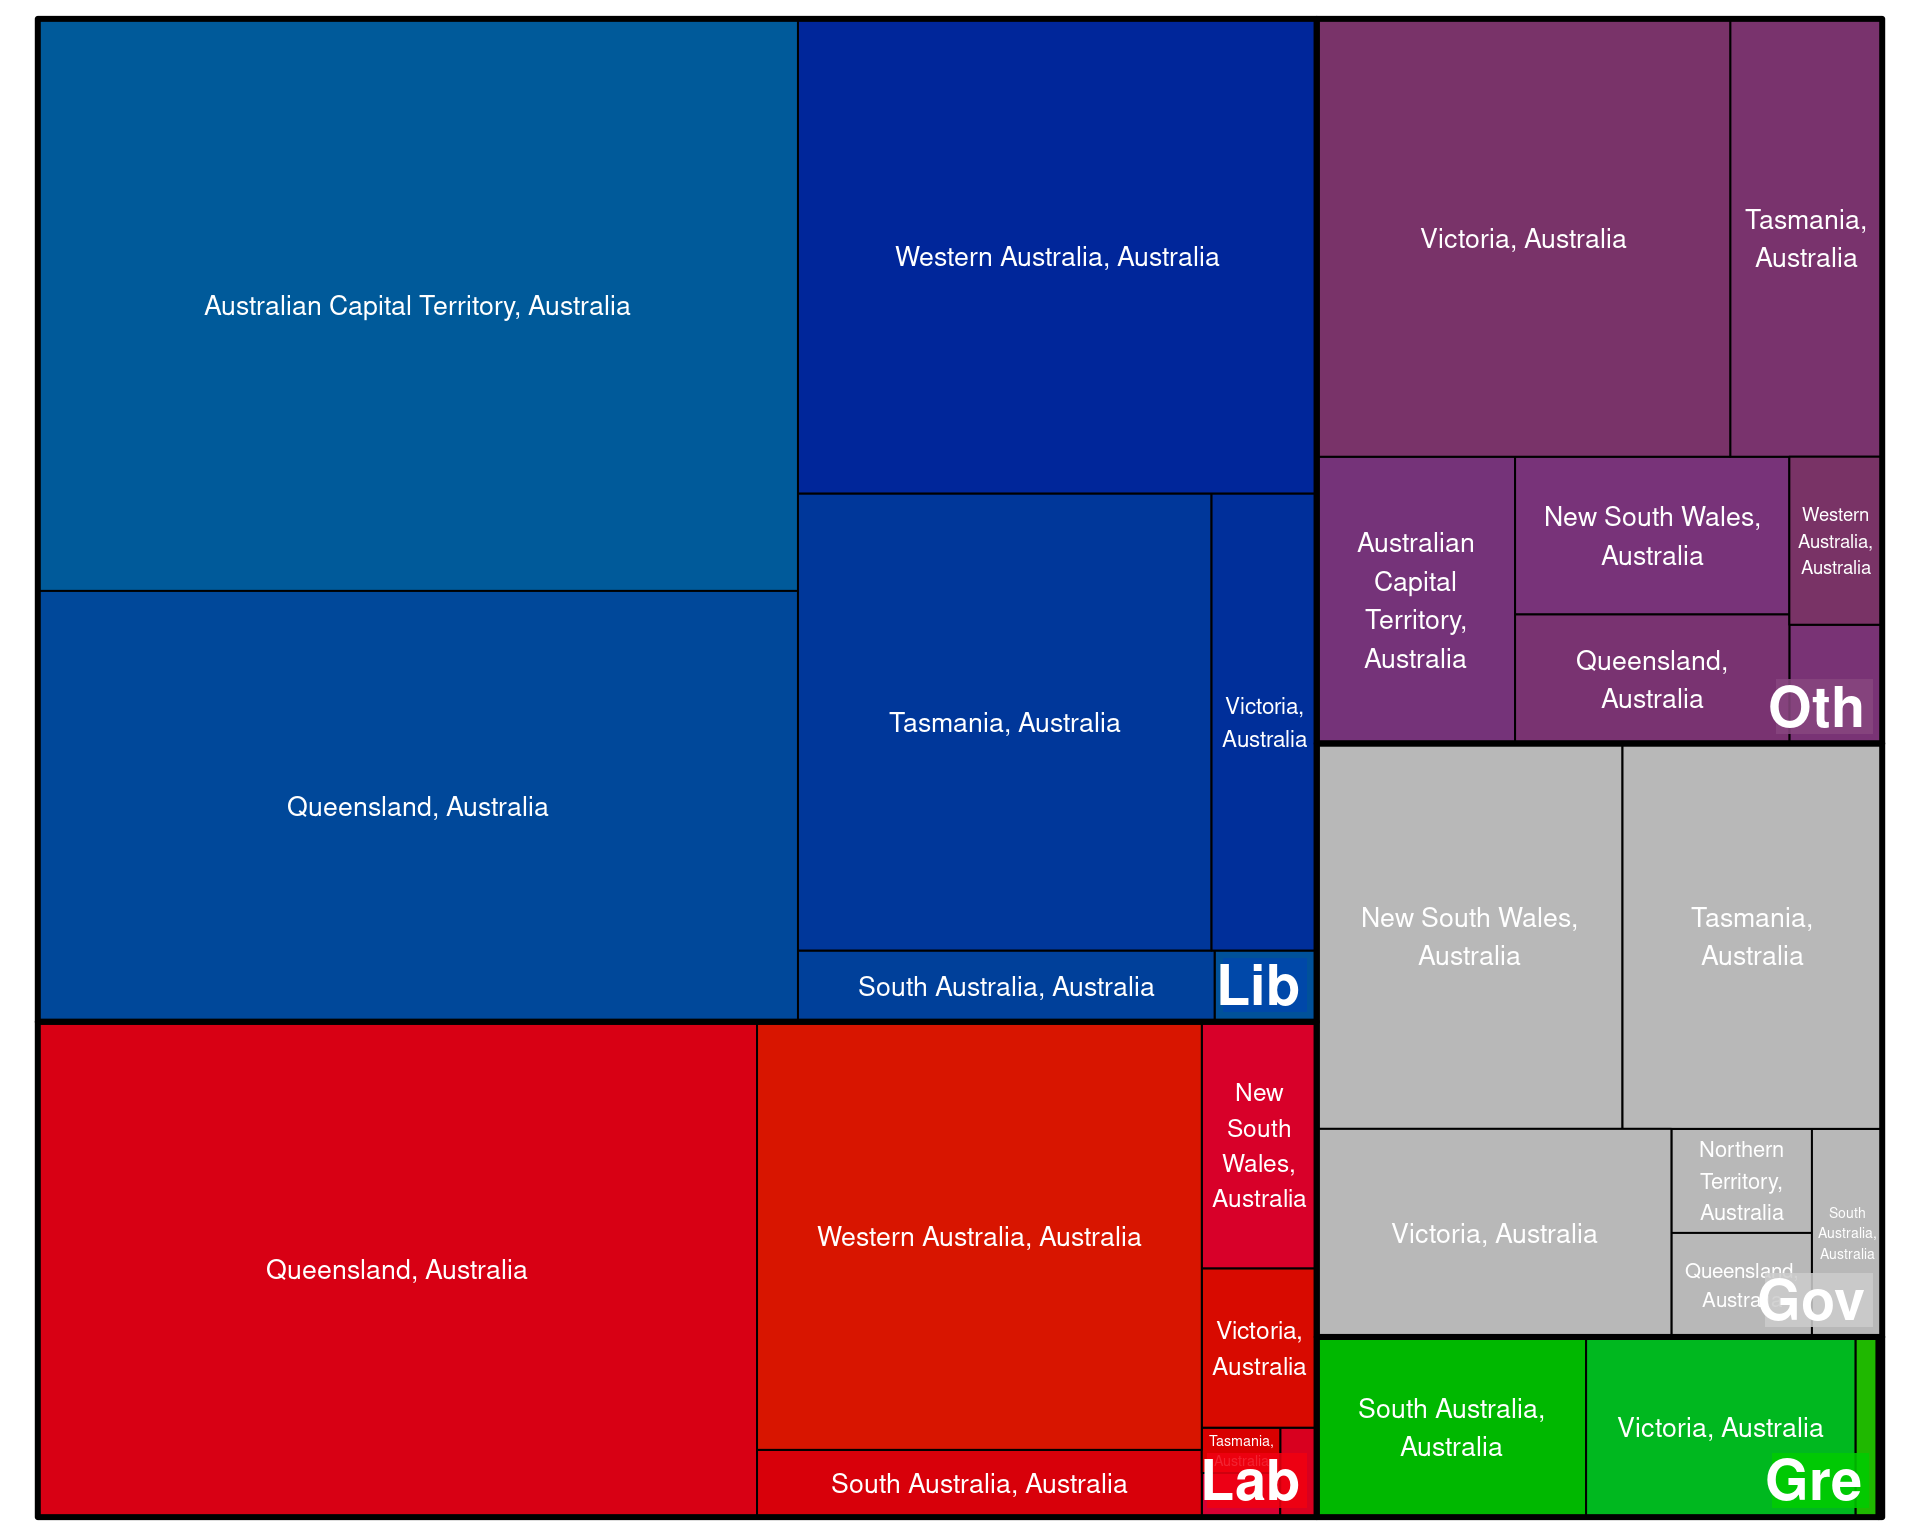 Australian Capital Territory, Australia
Western Australia, Australia
Queensland, Australia
Tasmania, Australia
Victoria,
Australia
South Australia, Australia
Lib
Queensland, Australia
Western Australia, Australia
New
South
Wales,
Australia
Victoria,
Australia
Tasmania,
Australia
South Australia, Australia
Lab
Victoria, Australia
Tasmania,
Australia
Australian
Capital
Territory,
Australia
New South Wales,
Australia
Western
Australia,
Australia
Queensland,
Australia
Oth
New South Wales,
Australia
Tasmania,
Australia
Victoria, Australia
Northern
Territory,
Australia
South
Australia,
Australia
Queensland,
Australia
Gov
South Australia,
Australia
Victoria, Australia
Gre